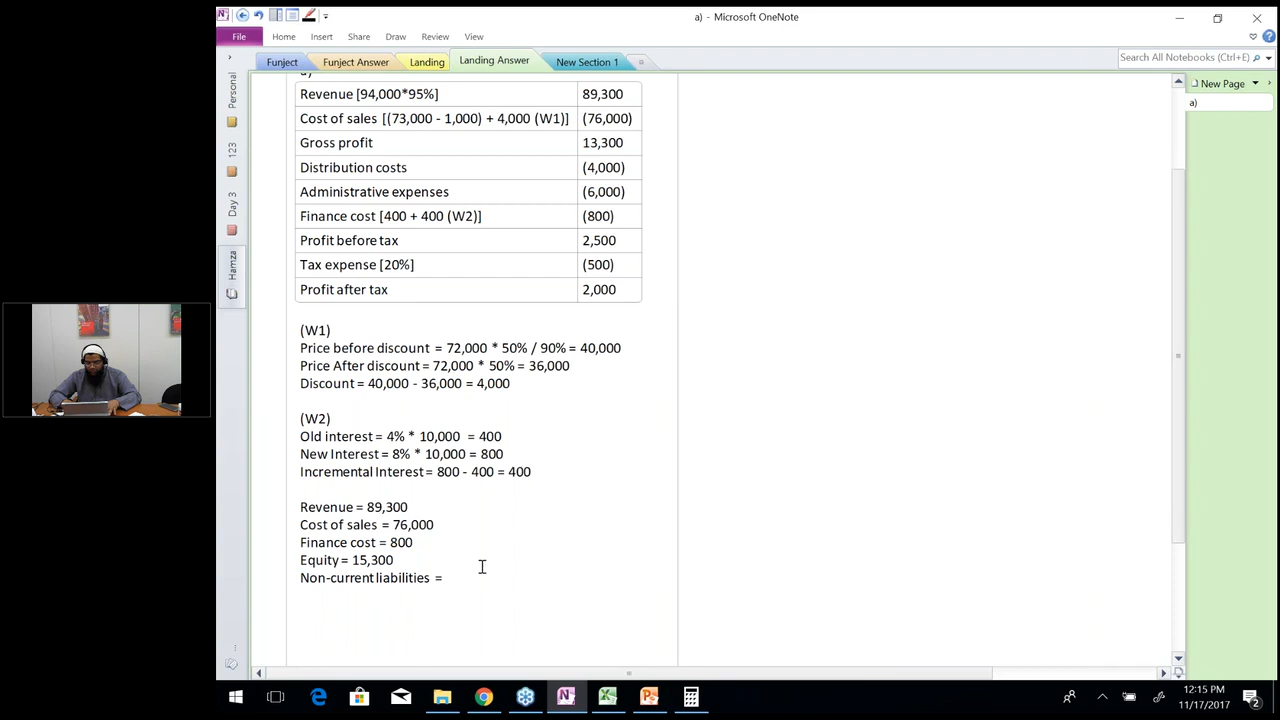 a) - Microsoft OneNote
File Home Insert Share Draw Review View
Funject Funject Answer Landing Landing Answer New Section 1
Search All Notebooks (Ctrl+E)
New Page
a)
Personal
123
Day 3
Hamza
a)
Revenue [94,000*95%] 89,300
Cost of sales [(73,000 - 1,000) + 4,000 (W1)] (76,000)
Gross profit 13,300
Distribution costs (4,000)
Administrative expenses (6,000)
Finance cost [400 + 400 (W2)] (800)
Profit before tax 2,500
Tax expense [20%] (500)
Profit after tax 2,000
(W1)
Price before discount = 72,000 * 50% / 90% = 40,000
Price After discount = 72,000 * 50% = 36,000
Discount = 40,000 - 36,000 = 4,000
(W2)
Old interest = 4% * 10,000 = 400
New Interest = 8% * 10,000 = 800
Incremental Interest = 800 - 400 = 400
Revenue = 89,300
Cost of sales = 76,000
Finance cost = 800
Equity = 15,300
Non-current liabilities =
12:15 PM
11/17/2017
2